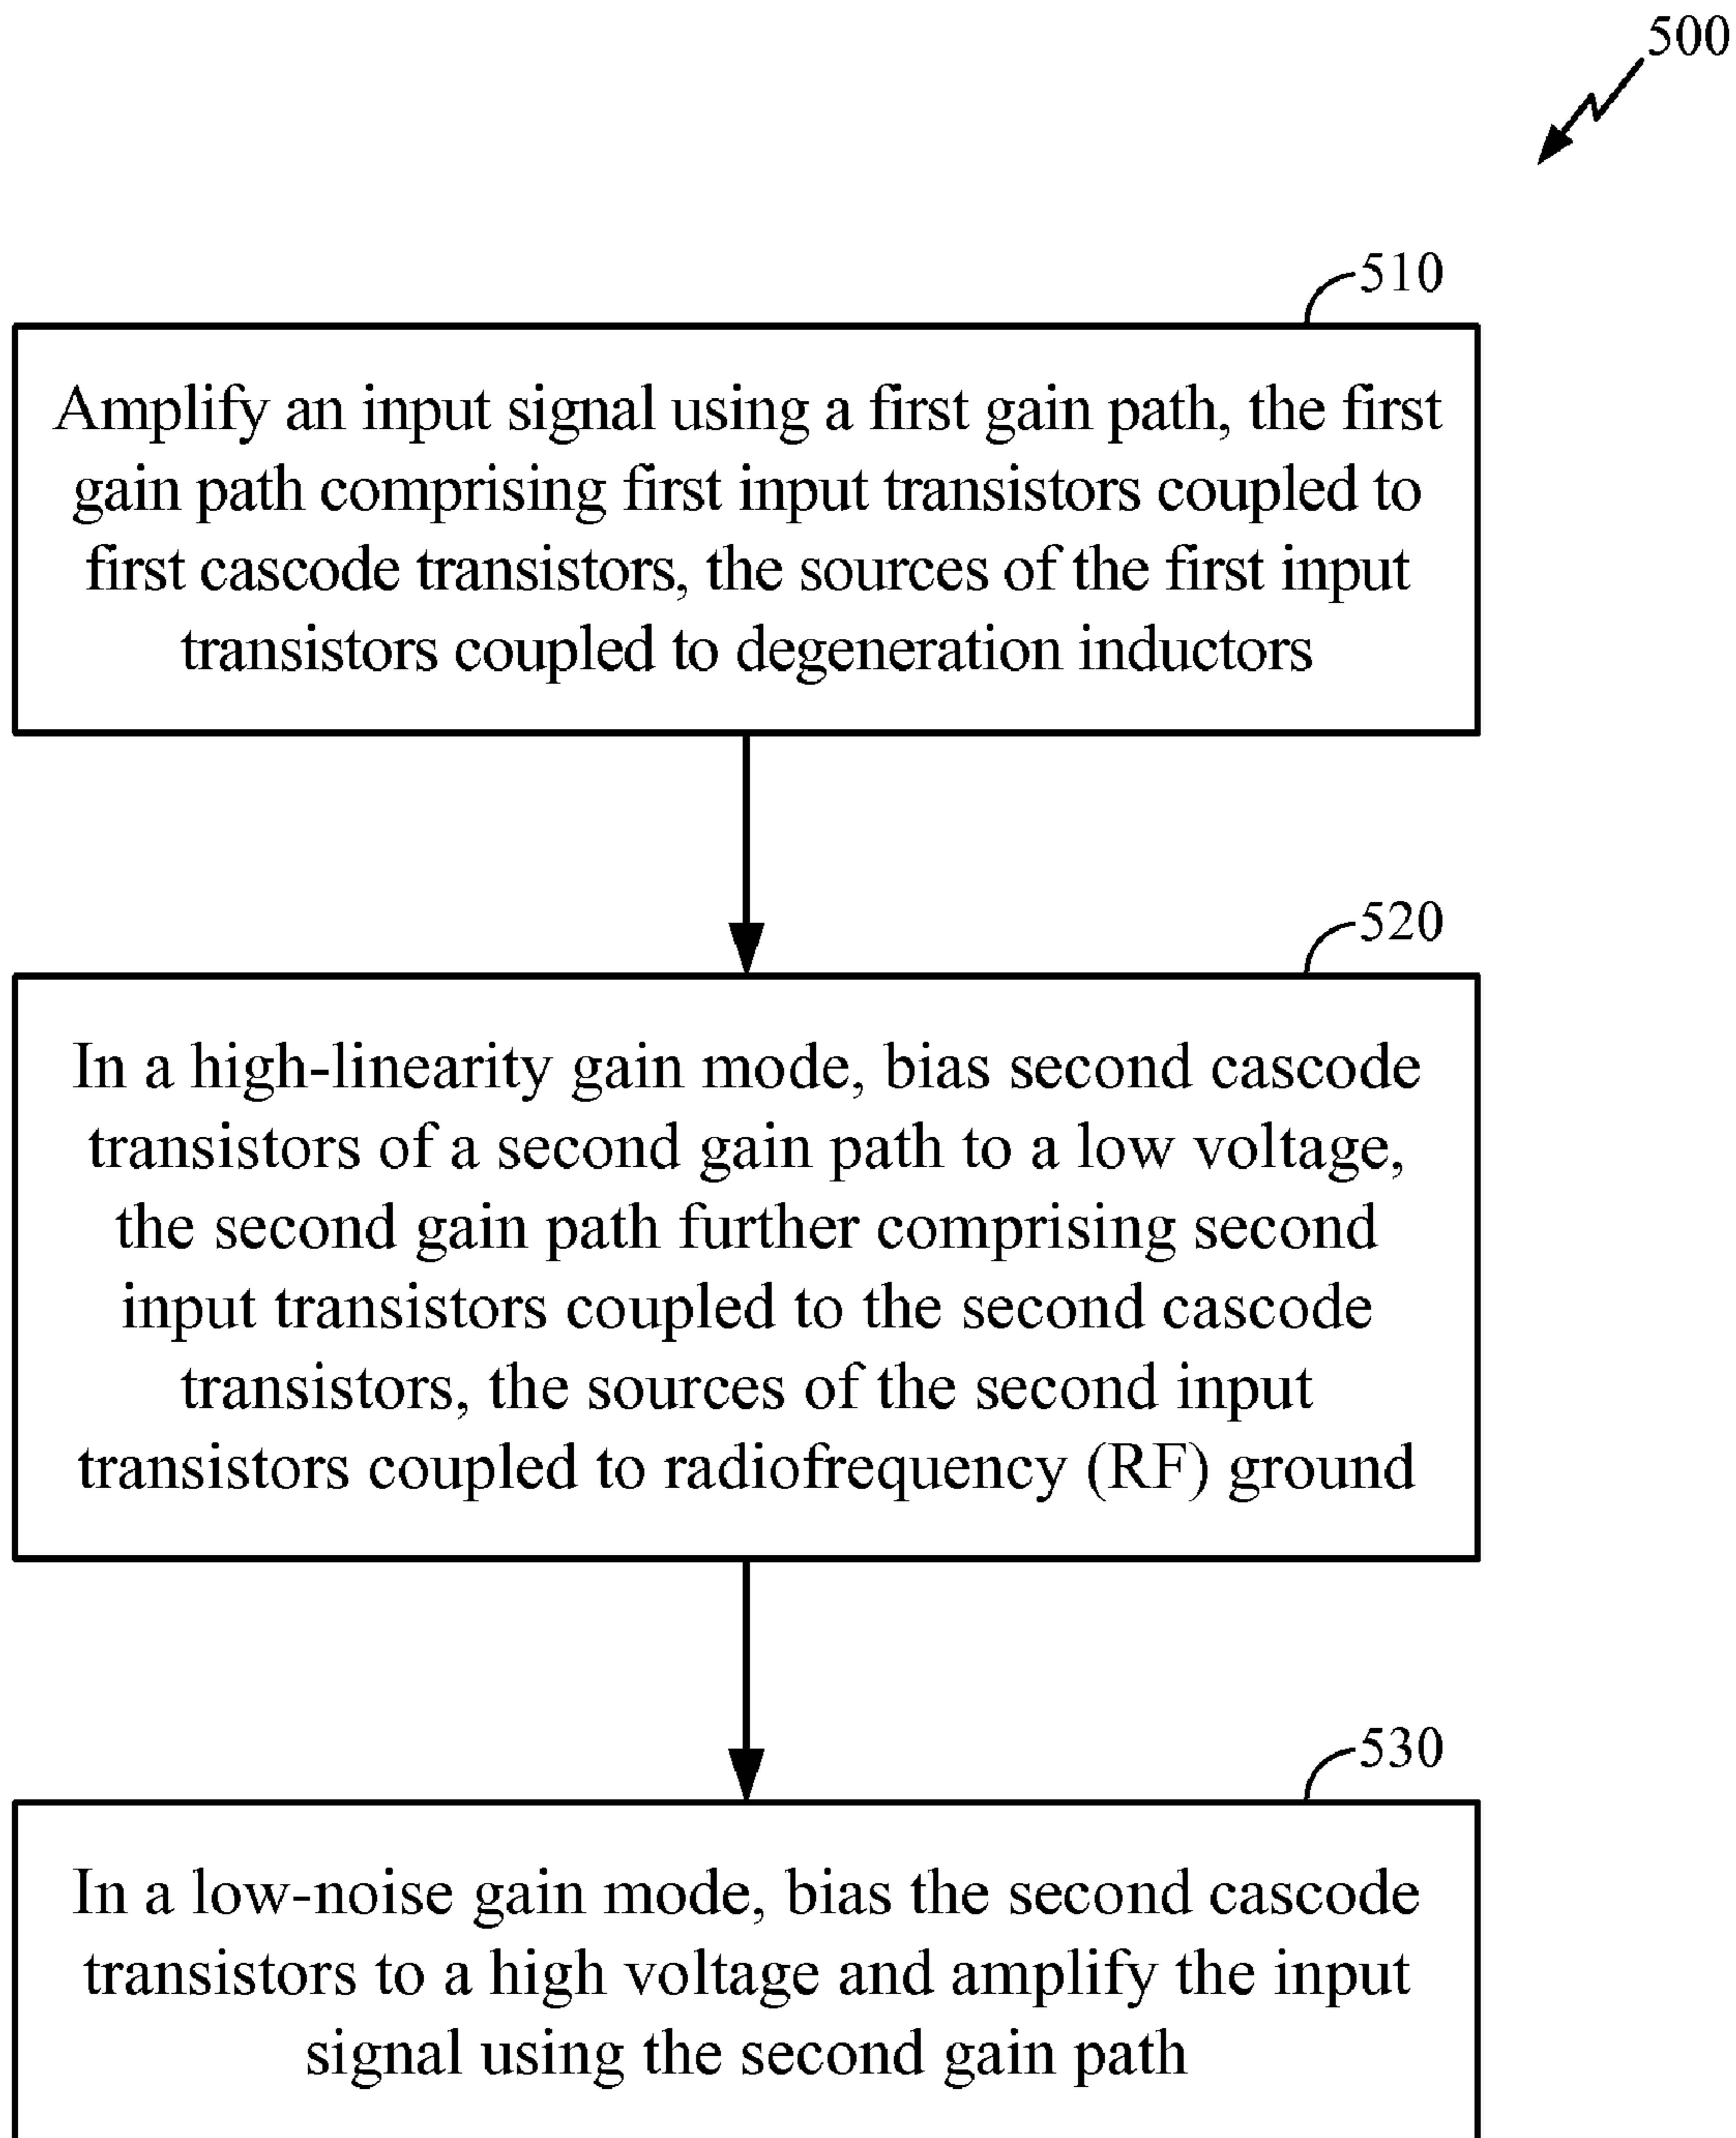 500
510
Amplify an input signal using a first gain path, the first
gain path comprising first input transistors coupled to
first cascode transistors, the sources of the first input
transistors coupled to degeneration inductors
520
In a high-linearity gain mode, bias second cascode
transistors of a second gain path to a low voltage,
the second gain path further comprising second
input transistors coupled to the second cascode
transistors, the sources of the second input
transistors coupled to radiofrequency (RF) ground
530
In a low-noise gain mode, bias the second cascode
transistors to a high voltage and amplify the input
signal using the second gain path